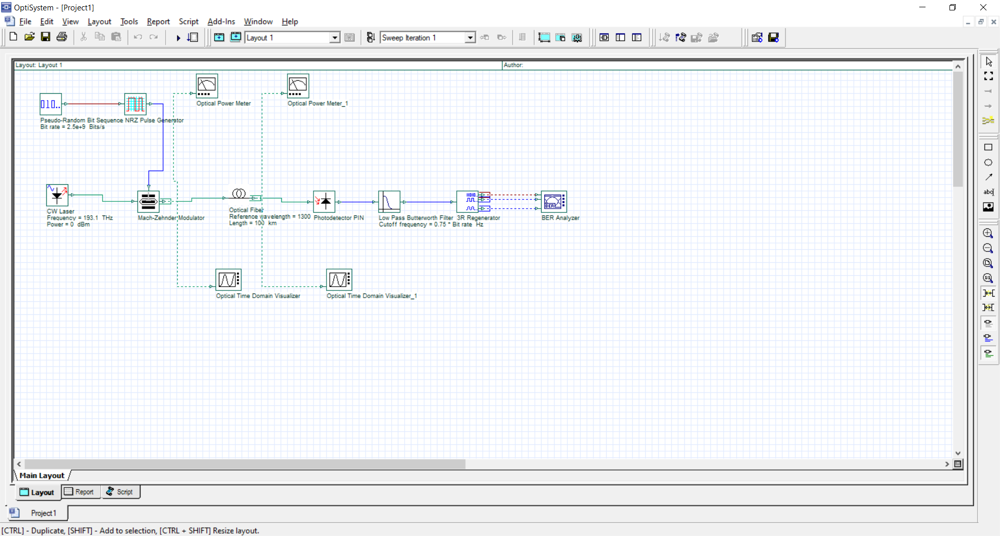 OptiSystem - [Project1]
File Edit View Layout Tools Report Script Add-Ins Window Help
Layout 1
Sweep Iteration 1
Layout: Layout 1
Author:
Optical Power Meter
Optical Power Meter_1
Pseudo-Random Bit Sequence NRZ Pulse Generator
Bit rate = 2.5e+9 Bits/s
CW Laser
Frequency = 193.1 THz
Power = 0 dBm
Mach-Zehnder Modulator
Optical Fiber
Reference wavelength = 1300
Length = 100 km
Photodetector PIN
Low Pass Butterworth Filter
Cutoff frequency = 0.75 * Bit rate Hz
3R Regenerator
BER
BER Analyzer
Optical Time Domain Visualizer
Optical Time Domain Visualizer_1
Main Layout
Layout
Report
Script
Project1
[CTRL] - Duplicate, [SHIFT] - Add to selection, [CTRL + SHIFT] Resize layout.